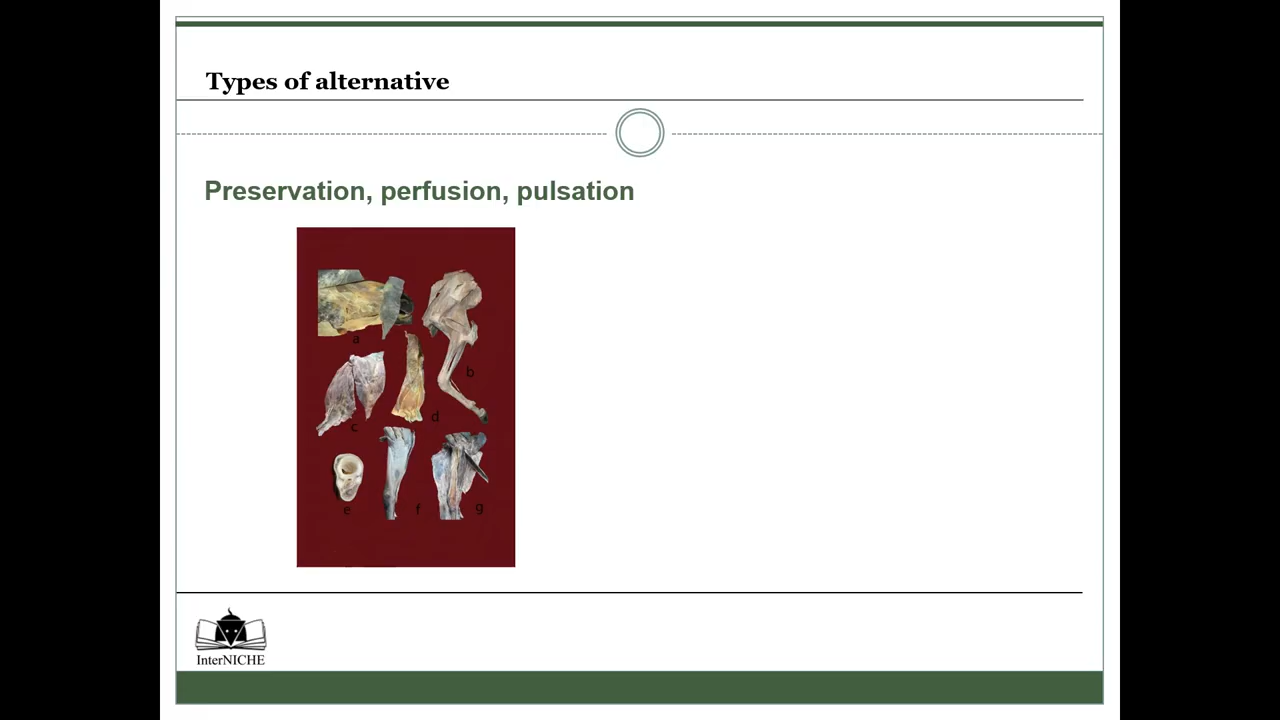 Types of alternative
Preservation, perfusion, pulsation
a
b
c
d
e
f
g
InterNICHE